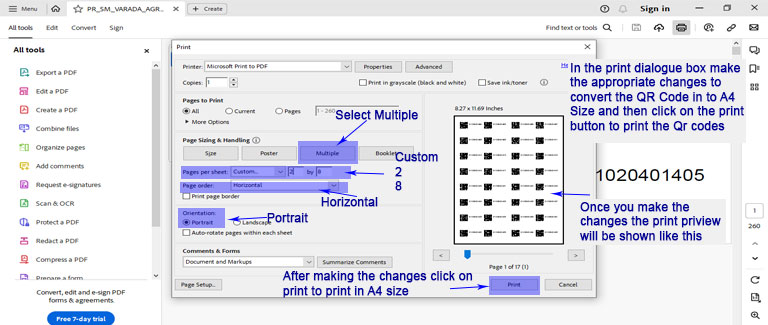 Menu
PR_SM_VARADA_AGR...
+ Create
Sign in
All tools
Edit
Convert
Sign
Find text or tools
All tools
Export a PDF
Edit a PDF
Create a PDF
Combine files
Organize pages
Add comments
Request e-signatures
Scan & OCR
Protect a PDF
Redact a PDF
Compress a PDF
Prepare a form
Convert, edit and e-sign PDF
forms & agreements.
Free 7-day trial
Print
Printer: Microsoft Print to PDF
Properties
Advanced
Copies: 1
Print in grayscale (black and white)
Save ink/toner
Pages to Print
All
Current
Pages
1 - 260
More Options
Page Sizing & Handling
Size
Poster
Multiple
Booklet
Pages per sheet: Custom... 2 by
Page order: Horizontal
Print page border
Orientation:
Portrait
Landscape
Auto-rotate pages within each sheet
Comments & Forms
Document and Markups
Summarize Comments
Page Setup...
8.27 x 11.69 Inches
Page 1 of 17 (1)
Print
Cancel
Select Multiple
Custom
2
8
Horizontal
Portrait
After making the changes click on
print to print in A4 size
In the print dialogue box make
the appropriate changes to
convert the QR Code in to A4
Size and then click on the print
button to print the Qr codes
1020401405
Once you make the
changes the print priview
will be shown like this
1
260